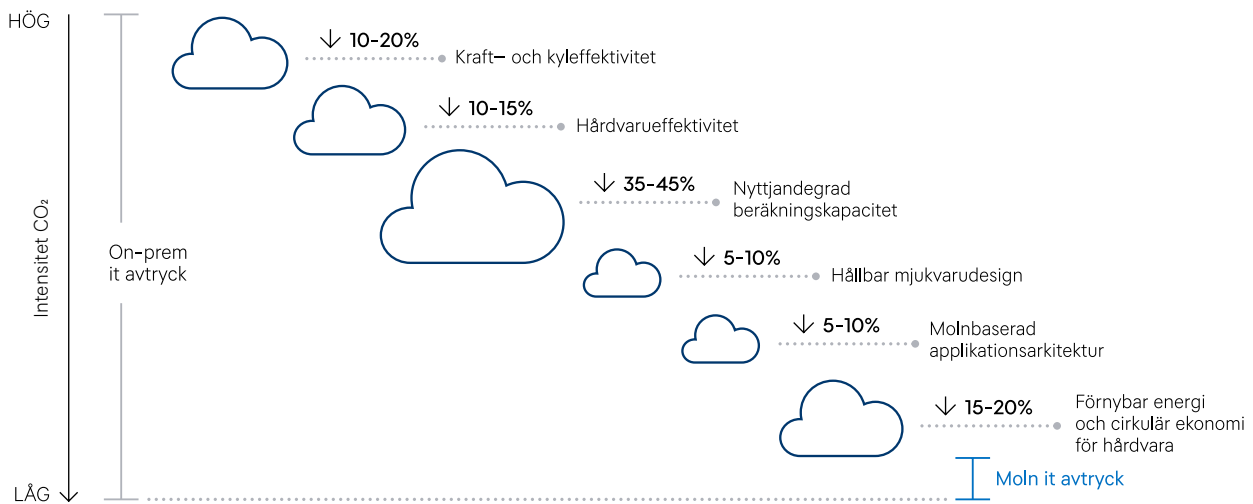 HÖG
10-20%
Kraft– och kyleffektivitet
10-15%
Hårdvarueffektivitet
35-45%
Nyttjandegrad
beräkningskapacitet
Intensitet CO₂
On-prem
it avtryck
5-10%
Hållbar mjukvarudesign
5-10%
Molnbaserad
applikationsarkitektur
15-20%
Förnybar energi
och cirkulär ekonomi
för hårdvara
Moln it avtryck
LÅG